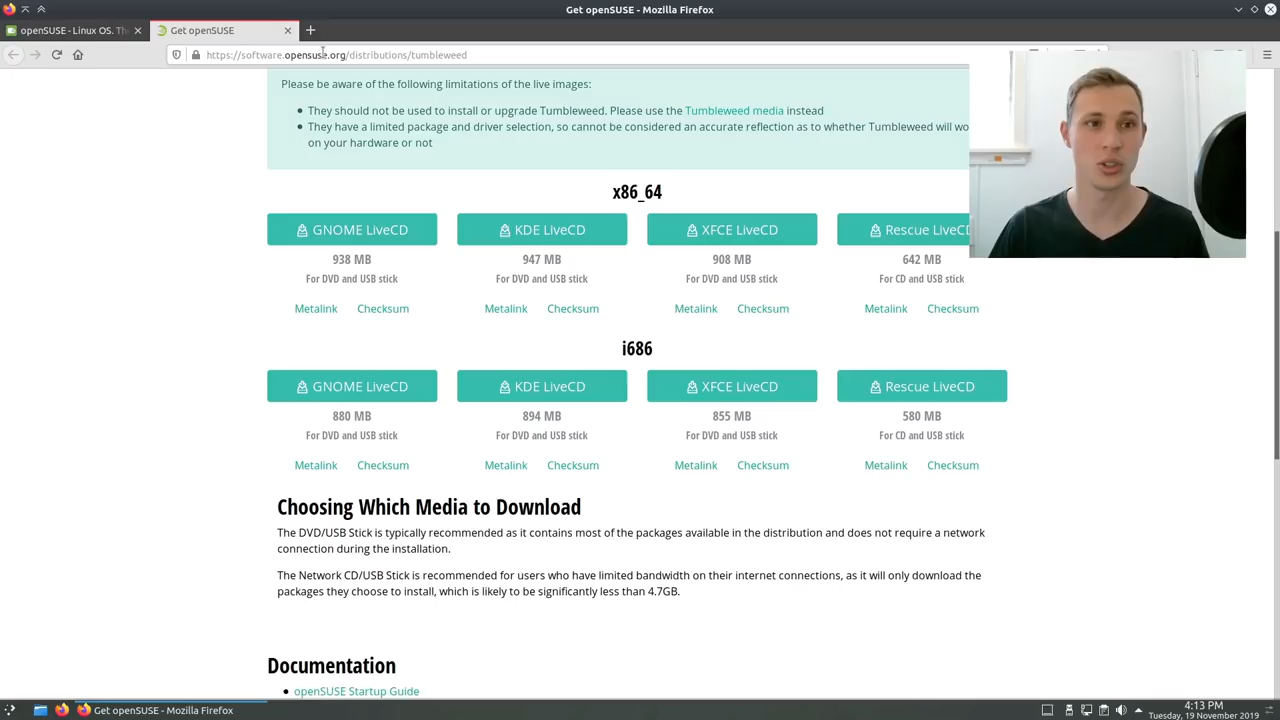 Get openSUSE - Mozilla Firefox
openSUSE - Linux OS. The
Get openSUSE
https://software.opensuse.org/distributions/tumbleweed
Please be aware of the following limitations of the live images:
They should not be used to install or upgrade Tumbleweed. Please use the Tumbleweed media instead
They have a limited package and driver selection, so cannot be considered an accurate reflection as to whether Tumbleweed will wo
on your hardware or not
x86_64
GNOME LiveCD KDE LiveCD XFCE LiveCD Rescue LiveCD
938 MB 947 MB 908 MB 642 MB
For DVD and USB stick For DVD and USB stick For DVD and USB stick For CD and USB stick
Metalink Checksum Metalink Checksum Metalink Checksum Metalink Checksum
i686
GNOME LiveCD KDE LiveCD XFCE LiveCD Rescue LiveCD
880 MB 894 MB 855 MB 580 MB
For DVD and USB stick For DVD and USB stick For DVD and USB stick For CD and USB stick
Metalink Checksum Metalink Checksum Metalink Checksum Metalink Checksum
Choosing Which Media to Download
The DVD/USB Stick is typically recommended as it contains most of the packages available in the distribution and does not require a network
connection during the installation.
The Network CD/USB Stick is recommended for users who have limited bandwidth on their internet connections, as it will only download the
packages they choose to install, which is likely to be significantly less than 4.7GB.
Documentation
openSUSE Startup Guide
Get openSUSE - Mozilla Firefox
4:13 PM
Tuesday, 19 November 2019